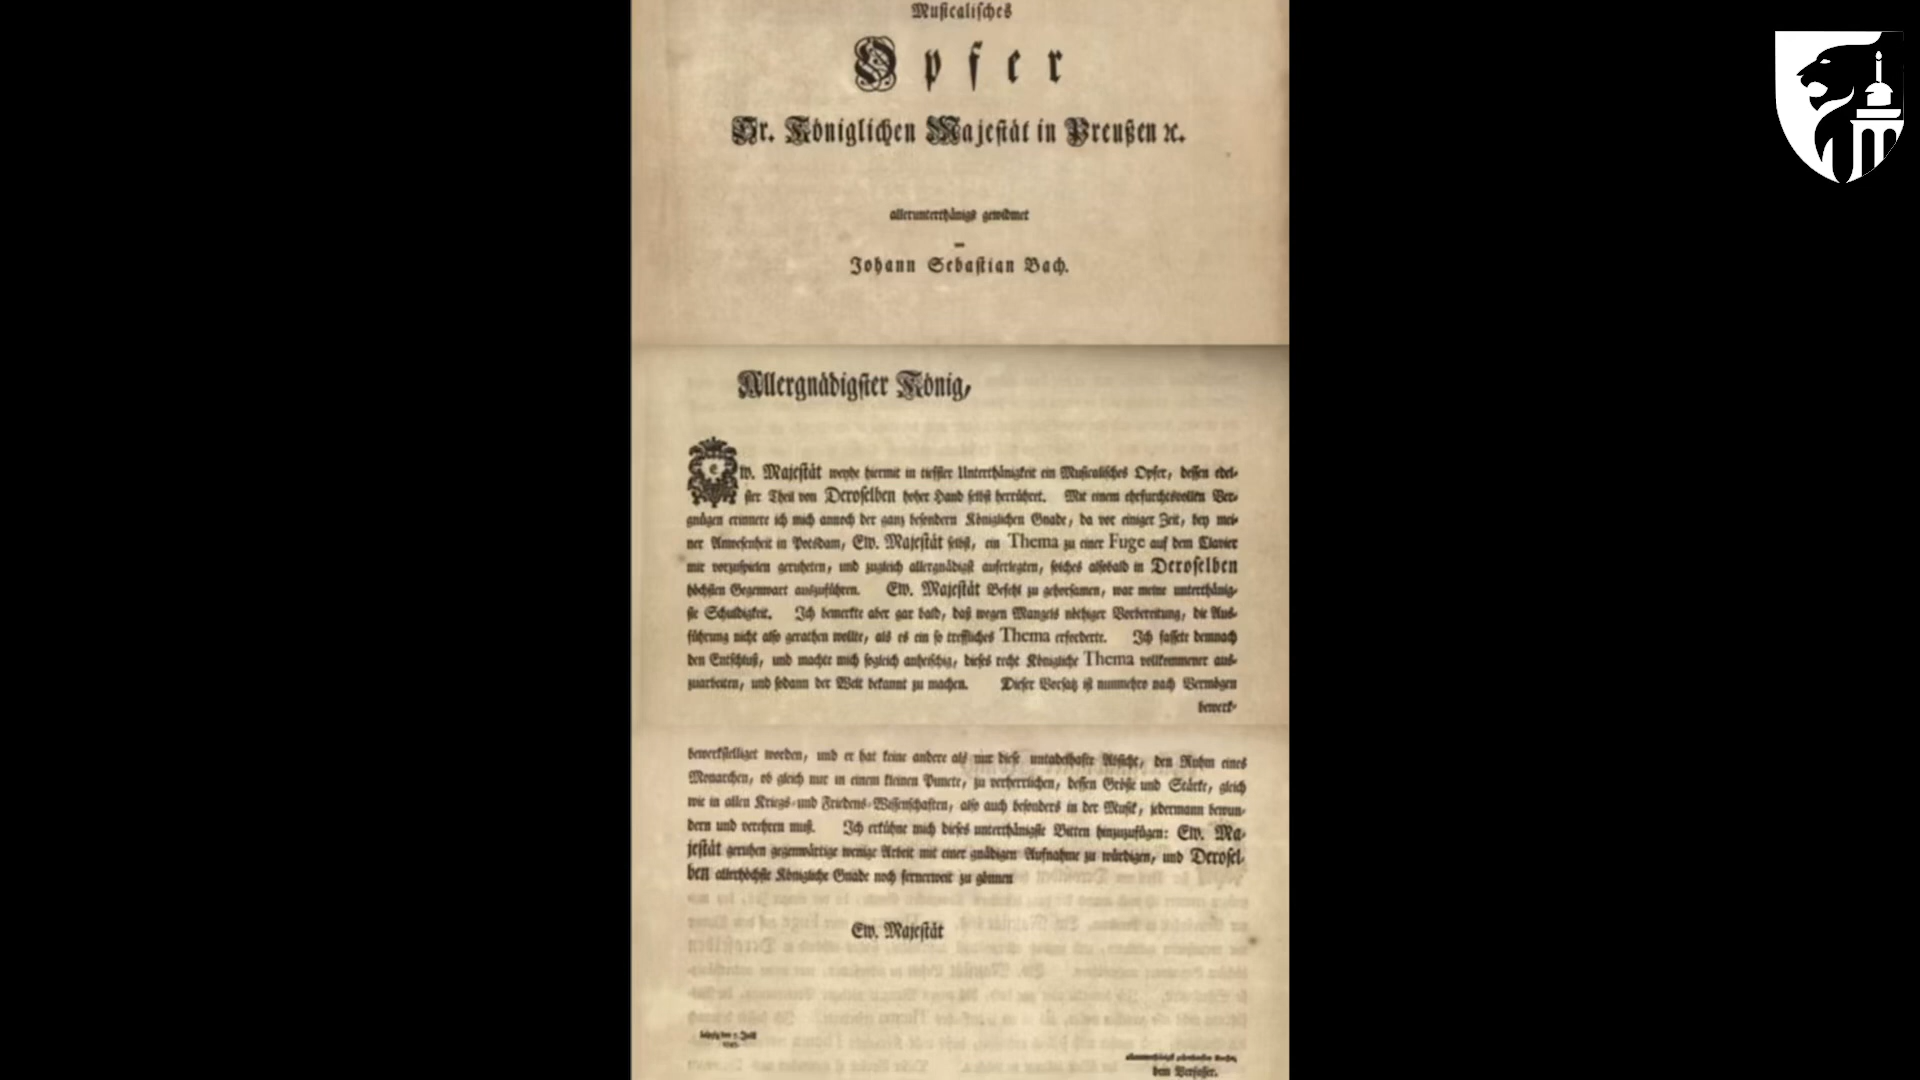 Musicalisches
Opfer
Sr. Königlichen Majestät in Preußen ꝛc.
allerunterthänigst gewidmet
von
Johann Sebastian Bach.
Allergnädigster König,
Ew. Majestät weyhe hiermit in tieffster Unterthänigkeit ein Musicalisches Opfer, dessen edel-
ster Theil von Deroselben hoher Hand selbst herrühret. Mit einem ehrfurchtsvollen Ver-
gnügen erinnere ich mich annoch der ganz besondern Königlichen Gnade, da vor einiger Zeit, bey mei-
ner Anwesenheit in Potsdam, Ew. Majestät selbst, ein Thema zu einer Fuge auf dem Clavier
mir vorzuspielen geruheten, und zugleich allergnädigst auferlegten, solches alsobald in Deroselben
höchsten Gegenwart auszuführen. Ew. Majestät Befehl zu gehorsamen, war meine unterthänig-
ste Schuldigkeit. Ich bemerkte aber gar bald, daß wegen Mangels nöthiger Vorbereitung, die Aus-
führung nicht also gerathen wollte, als es ein so treffliches Thema erforderte. Ich fassete demnach
den Entschluß, und machte mich sogleich anheischig, dieses recht Königliche Thema vollkommener aus-
zuarbeiten, und sodann der Welt bekannt zu machen. Dieser Vorsatz ist nunmehro nach Vermögen
bewerk-
bewerkstelliget worden, und er hat keine andere als nur diese untadelhafte Absicht, den Ruhm eines
Monarchen, ob gleich nur in einem kleinen Puncte, zu verherrlichen, dessen Größe und Stärke, gleich
wie in allen Kriegs- und Friedens-Wissenschaften, also auch besonders in der Musik, jedermann bewun-
dern und verehren muß. Ich erkühne mich dieses unterthänigste Bitten hinzuzufügen: Ew. Ma-
jestät geruhen gegenwärtige wenige Arbeit mit einer gnädigen Aufnahme zu würdigen, und Derosel-
ben allerhöchste Königliche Gnade noch fernerweit zu gönnen
Ew. Majestät
Leipzig den 7. Julii
1747.
allerunterthänigst gehorsamsten Knechte,
dem Verfasser.